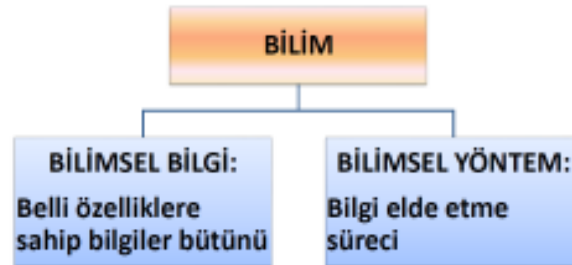 BİLİM
BİLİMSEL BİLGİ:
Belli özelliklere
sahip bilgiler bütünü
BİLİMSEL YÖNTEM:
Bilgi elde etme
süreci